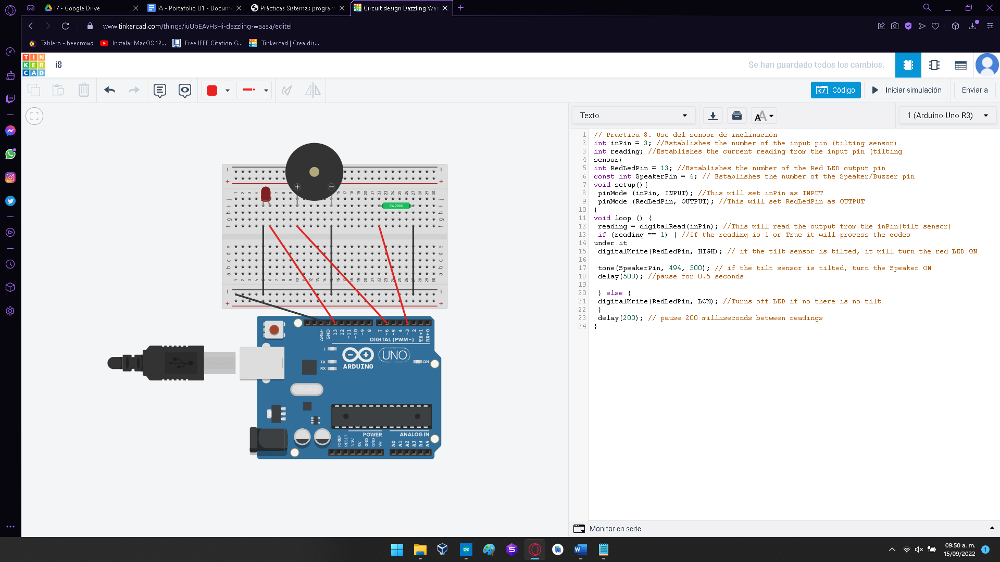 I7 - Google Drive
IA - Portafolio U1 - Docum
Prácticas Sistemas program
Circuit design Dazzling Wa
www.tinkercad.com/things/iuUbEAvHsHi-dazzling-waasa/editel
Tablero - beecrowd
Instalar MacOS 12...
Free IEEE Citation G...
Tinkercad | Crea dis...
TIN
KER
CAD
i8
Se han guardado todos los cambios.
Código
Iniciar simulación
Enviar a
Texto
1 (Arduino Uno R3)
1 // Practica 8. Uso del sensor de inclinación
2 int inPin = 3; //Establishes the number of the input pin (tilting sensor)
3 int reading; //Establishes the current reading from the input pin (tilting
4 sensor)
5 int RedLedPin = 13; //Establishes the number of the Red LED output pin
6 const int SpeakerPin = 6; // Establishes the number of the Speaker/Buzzer pin
7 void setup(){
8 pinMode (inPin, INPUT); //This will set inPin as INPUT
9 pinMode (RedLedPin, OUTPUT); //This will set RedLedPin as OUTPUT
10 }
11 void loop () {
12 reading = digitalRead(inPin); //This will read the output from the inPin(tilt sensor)
13 if (reading == 1) { //If the reading is 1 or True it will process the codes
14 under it
15 digitalWrite(RedLedPin, HIGH); // if the tilt sensor is tilted, it will turn the red LED ON
16
17 tone(SpeakerPin, 494, 500); // if the tilt sensor is tilted, turn the Speaker ON
18 delay(500); //pause for 0.5 seconds
19
20 } else {
21 digitalWrite(RedLedPin, LOW); //Turns off LED if no there is no tilt
22 }
23 delay(200); // pause 200 milliseconds between readings
24 }
SW 2000
AREF GND 13 12 ~11 ~10 ~9 8 7 ~6 ~5 4 ~3 2 TX→1 RX←0
DIGITAL (PWM~)
L
TX
RX
UNO
ON
ARDUINO
POWER
ANALOG IN
IOREF RESET 3.3V 5V GND GND Vin A0 A1 A2 A3 A4 A5
Monitor en serie
09:50 a. m.
15/09/2022
1